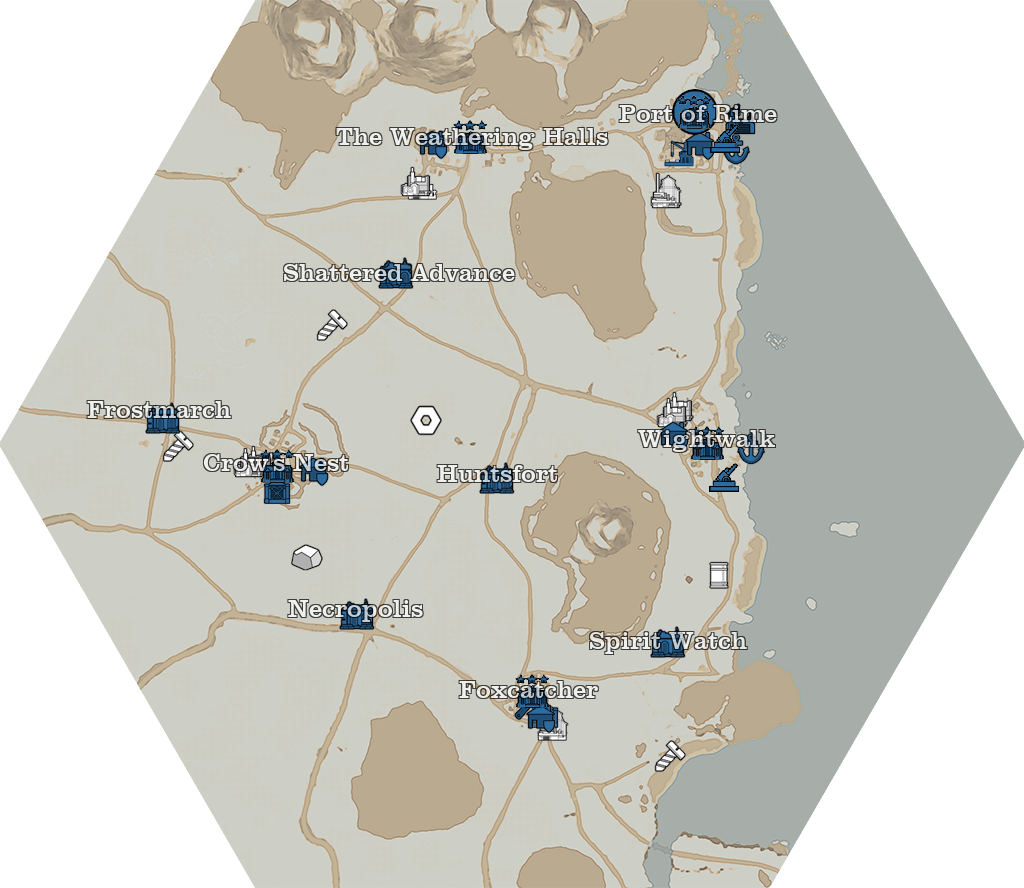 Port of Rime
The Weathering Halls
Shattered Advance
Frostmarch
Wightwalk
Crow's Nest
Huntsfort
Necropolis
Spirit Watch
Foxcatcher